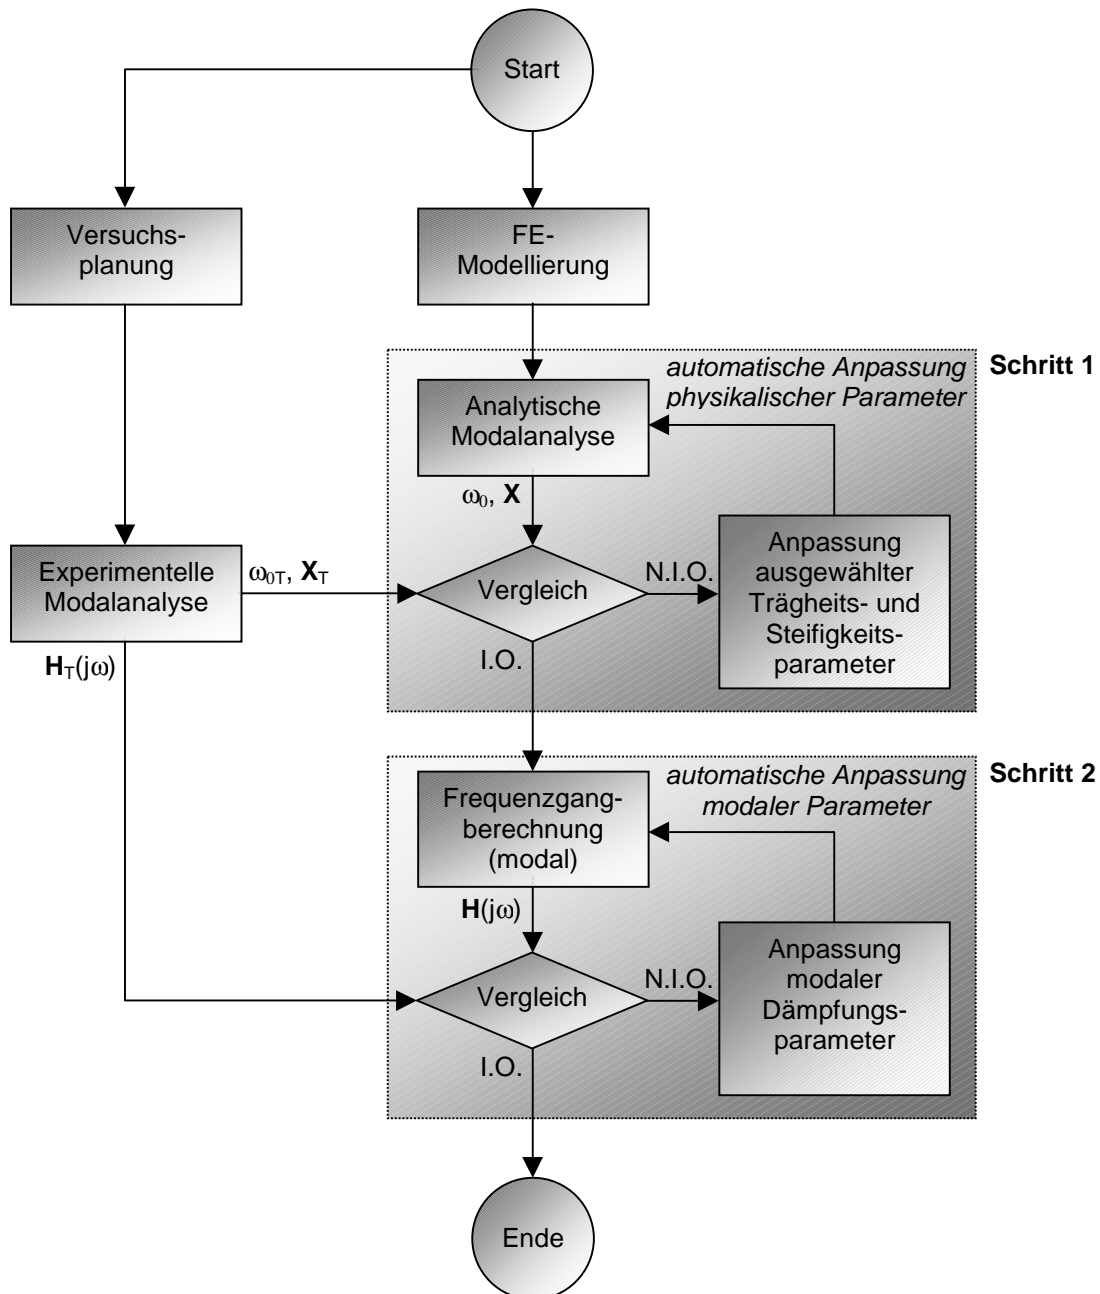 Start
Versuchs-
planung
FE-
Modellierung
Schritt 1
automatische Anpassung
physikalischer Parameter
Analytische
Modalanalyse
ω0, X
Experimentelle
Modalanalyse
ω0T, XT
Vergleich
N.I.O.
Anpassung
ausgewählter
Trägheits- und
Steifigkeits-
parameter
HT(jω)
I.O.
Schritt 2
automatische Anpassung
modaler Parameter
Frequenzgang-
berechnung
(modal)
H(jω)
Vergleich
N.I.O.
Anpassung
modaler
Dämpfungs-
parameter
I.O.
Ende